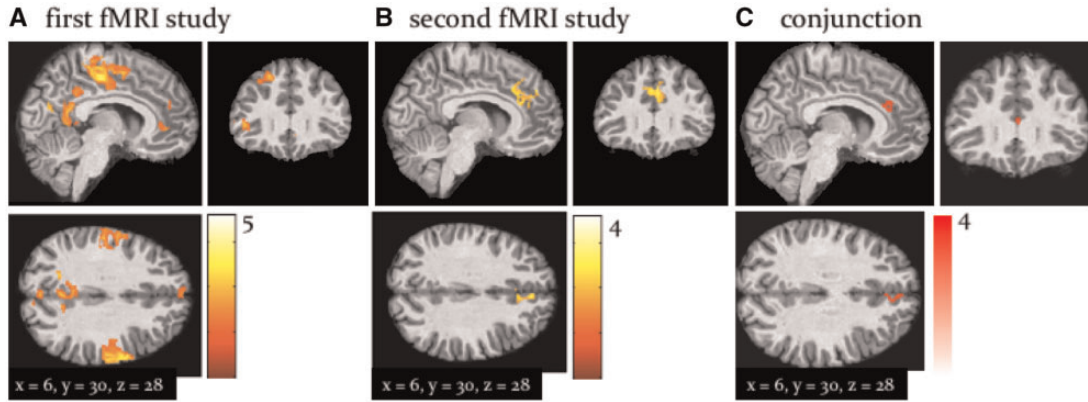 A first fMRI study
B second fMRI study
C conjunction
5
4
4
x = 6, y = 30, z = 28
x = 6, y = 30, z = 28
x = 6, y = 30, z = 28